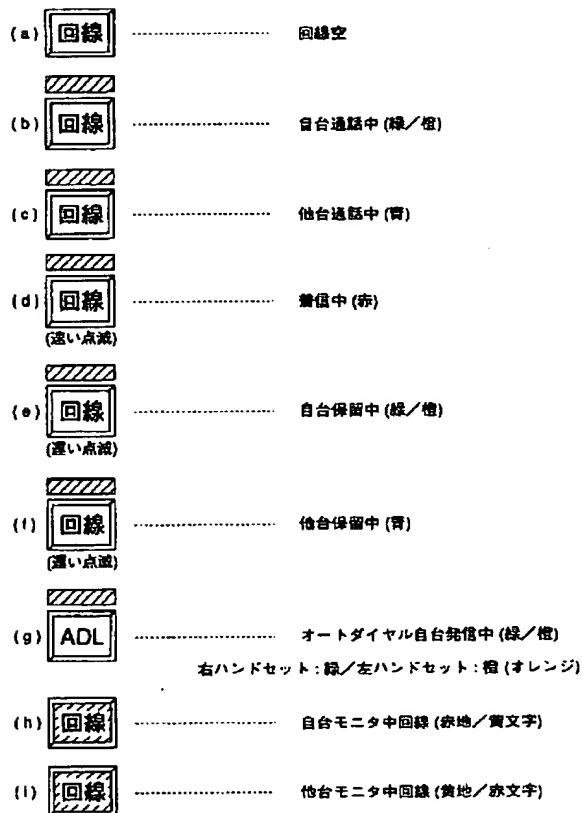 (a) 回線 ................ 回線空
(b) 回線 ................ 自台通話中 (緑/橙)
(c) 回線 ................ 他台通話中 (青)
(d) 回線 ................ 着信中 (赤)
(速い点滅)
(e) 回線 ................ 自台保留中 (緑/橙)
(遅い点滅)
(f) 回線 ................ 他台保留中 (青)
(遅い点滅)
(g) ADL ................ オートダイヤル自台発信中 (緑/橙)
右ハンドセット:緑/左ハンドセット:橙 (オレンジ)
(h) 回線 ................ 自台モニタ中回線 (赤地/黄文字)
(i) 回線 ................ 他台モニタ中回線 (黄地/赤文字)